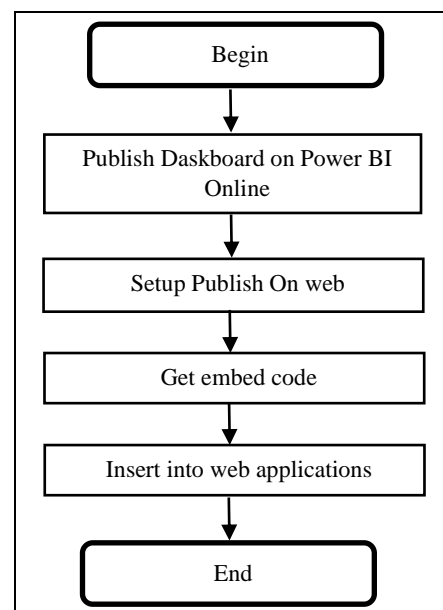 Begin
Publish Daskboard on Power BI
Online
Setup Publish On web
Get embed code
Insert into web applications
End